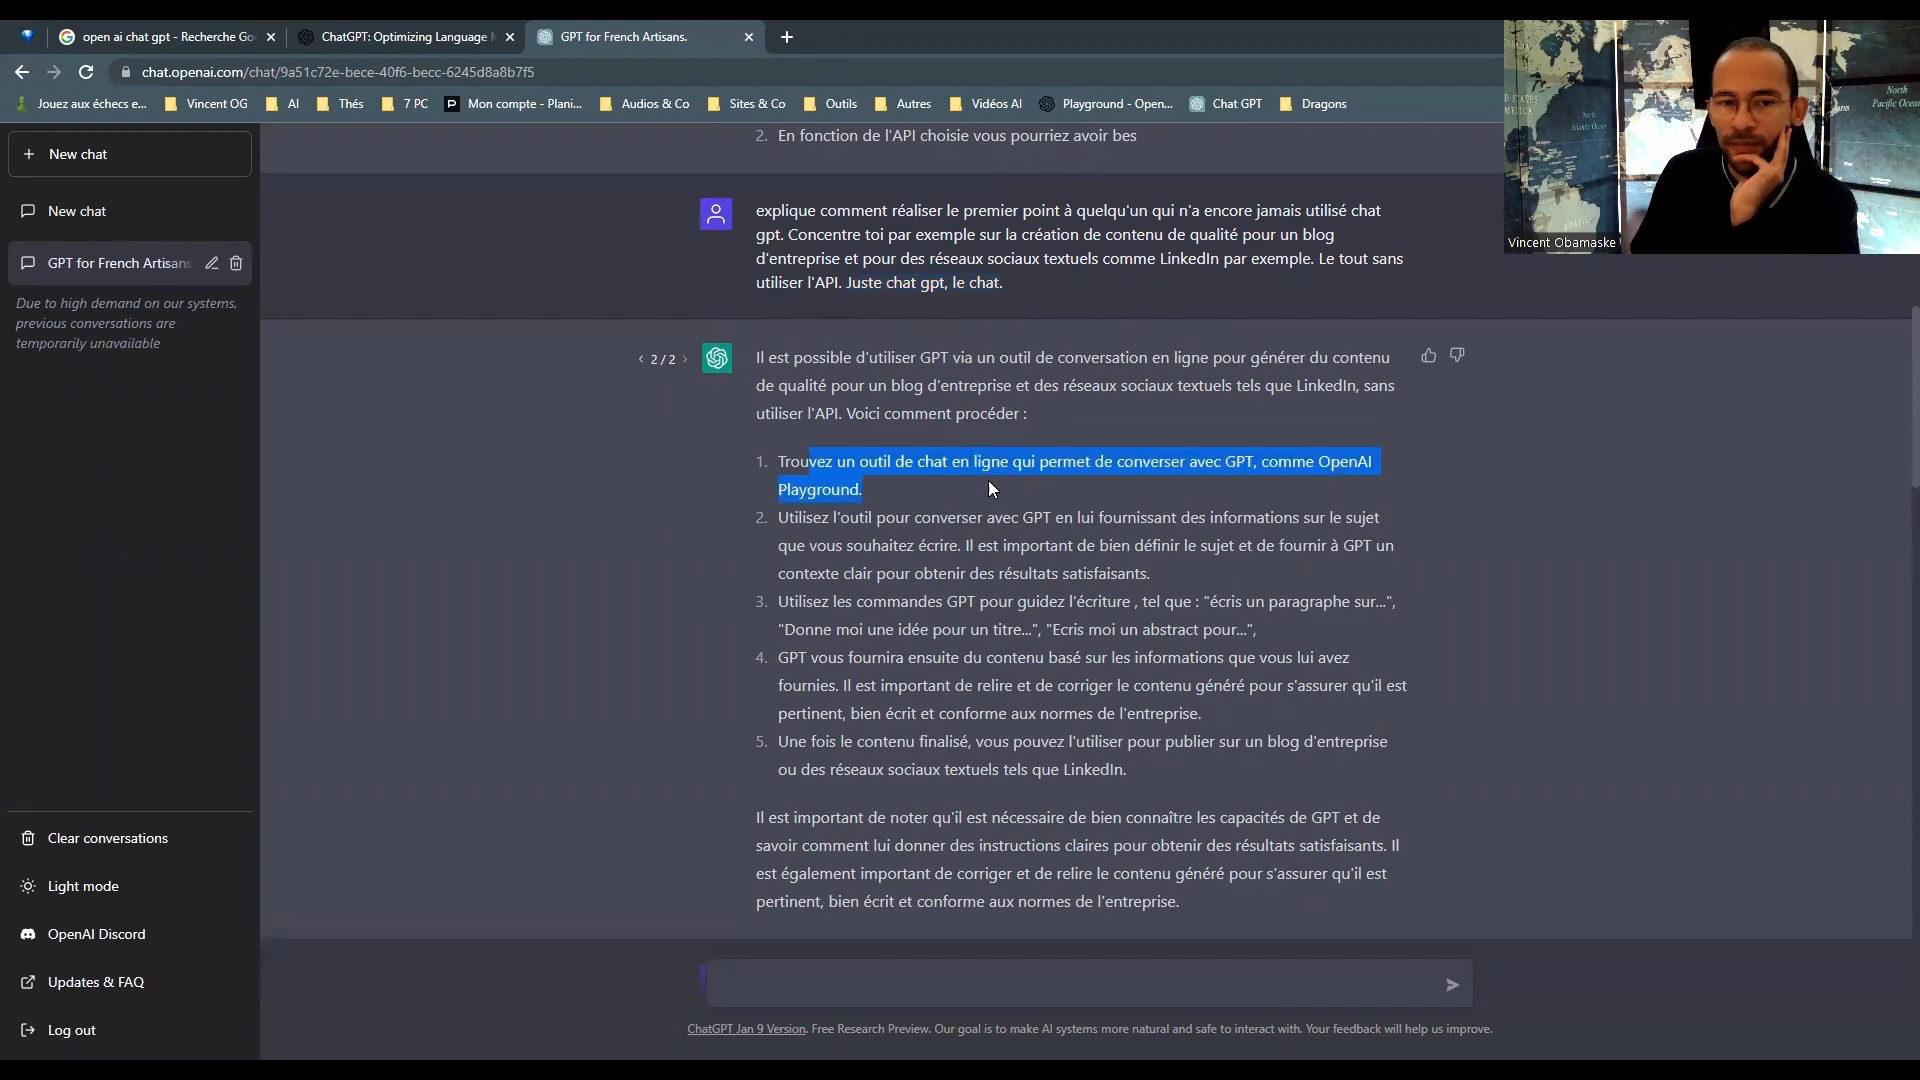 open ai chat gpt - Recherche Go
ChatGPT: Optimizing Language
GPT for French Artisans.
chat.openai.com/chat/9a51c72e-bece-40f6-becc-6245d8a8b7f5
Jouez aux échecs e...
Vincent OG
AI
Thés
7 PC
Mon compte - Plani...
Audios & Co
Sites & Co
Outils
Autres
Vidéos AI
Playground - Open...
Chat GPT
Dragons
North
Pacific Ocean
Vincent Obamaske
New chat
New chat
GPT for French Artisans
Due to high demand on our systems,
previous conversations are
temporarily unavailable
Clear conversations
Light mode
OpenAI Discord
Updates & FAQ
Log out
2. En fonction de l'API choisie vous pourriez avoir bes
explique comment réaliser le premier point à quelqu'un qui n'a encore jamais utilisé chat
gpt. Concentre toi par exemple sur la création de contenu de qualité pour un blog
d'entreprise et pour des réseaux sociaux textuels comme LinkedIn par exemple. Le tout sans
utiliser l'API. Juste chat gpt, le chat.
< 2 / 2 >
Il est possible d'utiliser GPT via un outil de conversation en ligne pour générer du contenu
de qualité pour un blog d'entreprise et des réseaux sociaux textuels tels que LinkedIn, sans
utiliser l'API. Voici comment procéder :
1. Trouvez un outil de chat en ligne qui permet de converser avec GPT, comme OpenAI
Playground.
2. Utilisez l'outil pour converser avec GPT en lui fournissant des informations sur le sujet
que vous souhaitez écrire. Il est important de bien définir le sujet et de fournir à GPT un
contexte clair pour obtenir des résultats satisfaisants.
3. Utilisez les commandes GPT pour guidez l'écriture , tel que : "écris un paragraphe sur...",
"Donne moi une idée pour un titre...", "Ecris moi un abstract pour...",
4. GPT vous fournira ensuite du contenu basé sur les informations que vous lui avez
fournies. Il est important de relire et de corriger le contenu généré pour s'assurer qu'il est
pertinent, bien écrit et conforme aux normes de l'entreprise.
5. Une fois le contenu finalisé, vous pouvez l'utiliser pour publier sur un blog d'entreprise
ou des réseaux sociaux textuels tels que LinkedIn.
Il est important de noter qu'il est nécessaire de bien connaître les capacités de GPT et de
savoir comment lui donner des instructions claires pour obtenir des résultats satisfaisants. Il
est également important de corriger et de relire le contenu généré pour s'assurer qu'il est
pertinent, bien écrit et conforme aux normes de l'entreprise.
ChatGPT Jan 9 Version. Free Research Preview. Our goal is to make AI systems more natural and safe to interact with. Your feedback will help us improve.